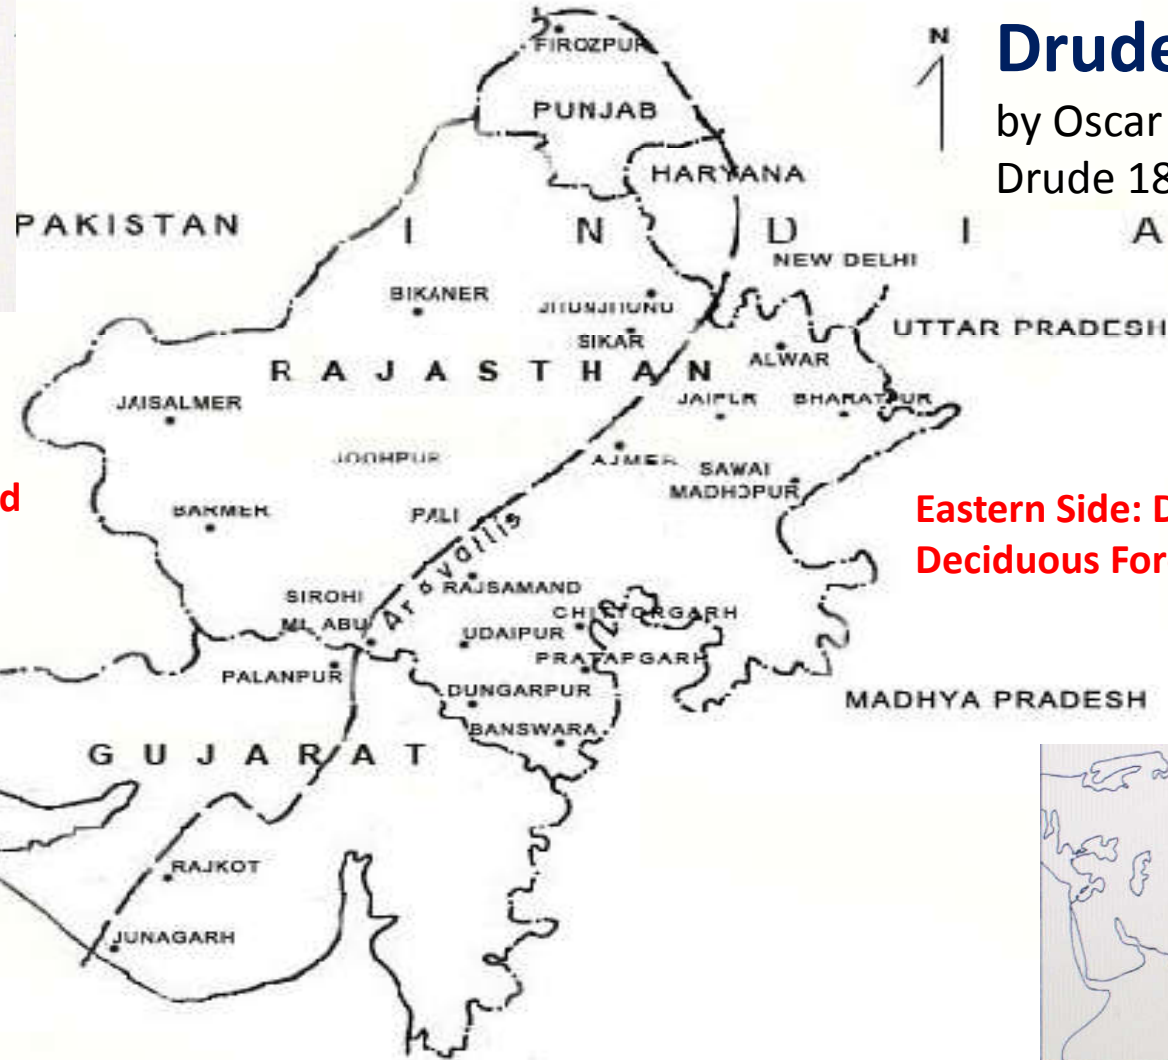 FIROZPUR
N
Drude
by Oscar
Drude 18
PUNJAB
HARYANA
PAKISTAN
I N D I A
NEW DELHI
BIKANER
JHUNJHUNU
UTTAR PRADESH
SIKAR
ALWAR
RAJASTHAN
JAISALMER
JAIPUR
BHARATPUR
JODHPUR
AJMER
SAWAI
MADHOPUR
d
BARMER
PALI
Eastern Side: D
Deciduous For
Aravallis
RAJSAMAND
SIROHI
MT. ABU
CHITTORGARH
UDAIPUR
PRATAPGARH
PALANPUR
DUNGARPUR
MADHYA PRADESH
BANSWARA
GUJARAT
RAJKOT
JUNAGARH